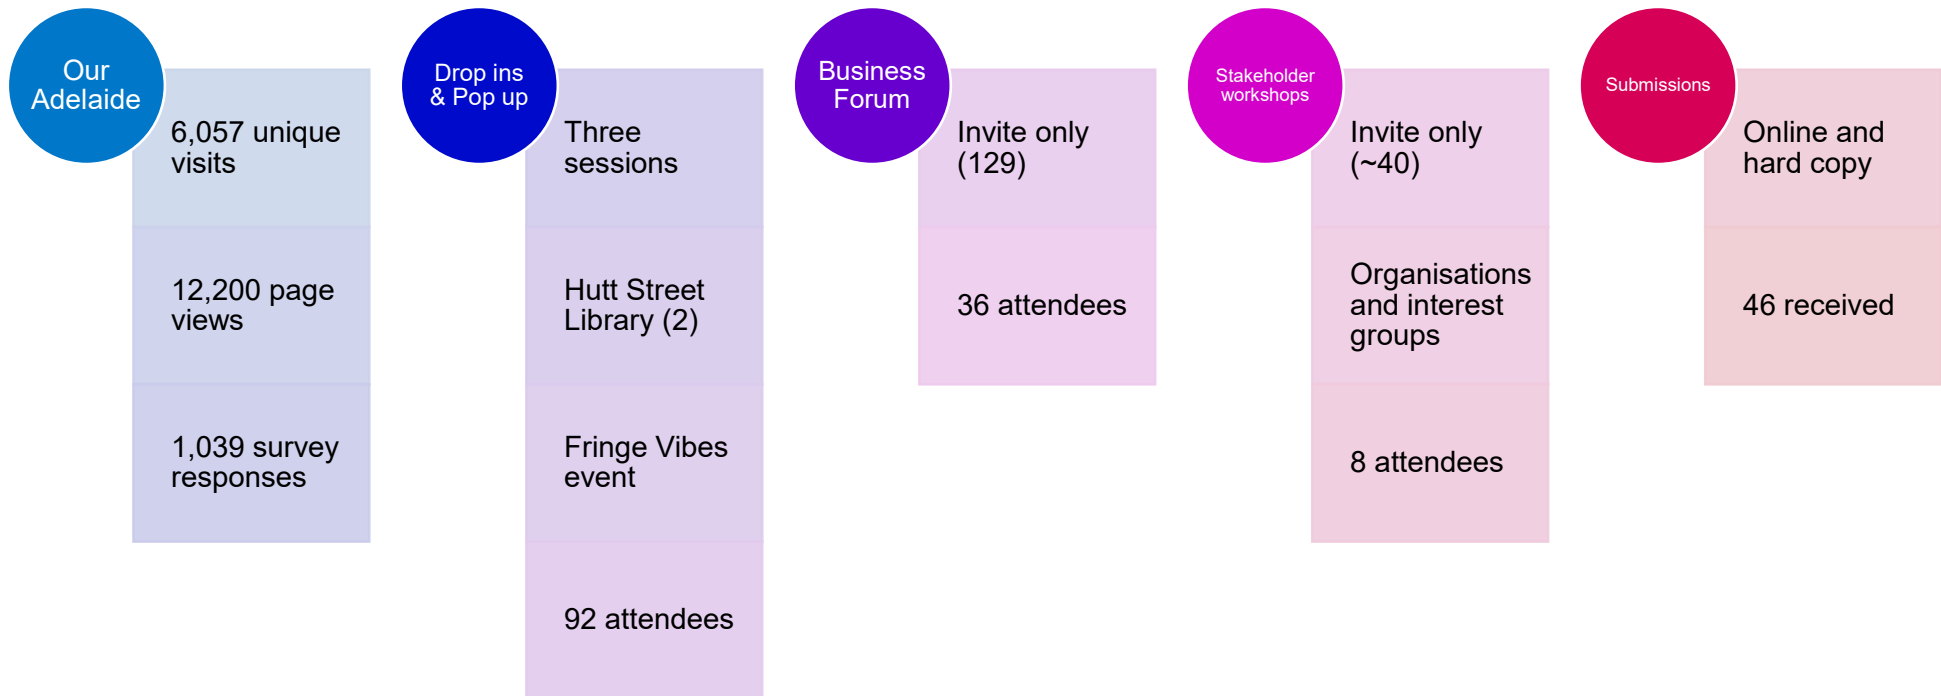 Our
Adelaide
6,057 unique
visits
12,200 page
views
1,039 survey
responses
Drop ins
& Pop up
Three
sessions
Hutt Street
Library (2)
Fringe Vibes
event
92 attendees
Business
Forum
Invite only
(129)
36 attendees
Stakeholder
workshops
Invite only
(~40)
Organisations
and interest
groups
8 attendees
Submissions
Online and
hard copy
46 received